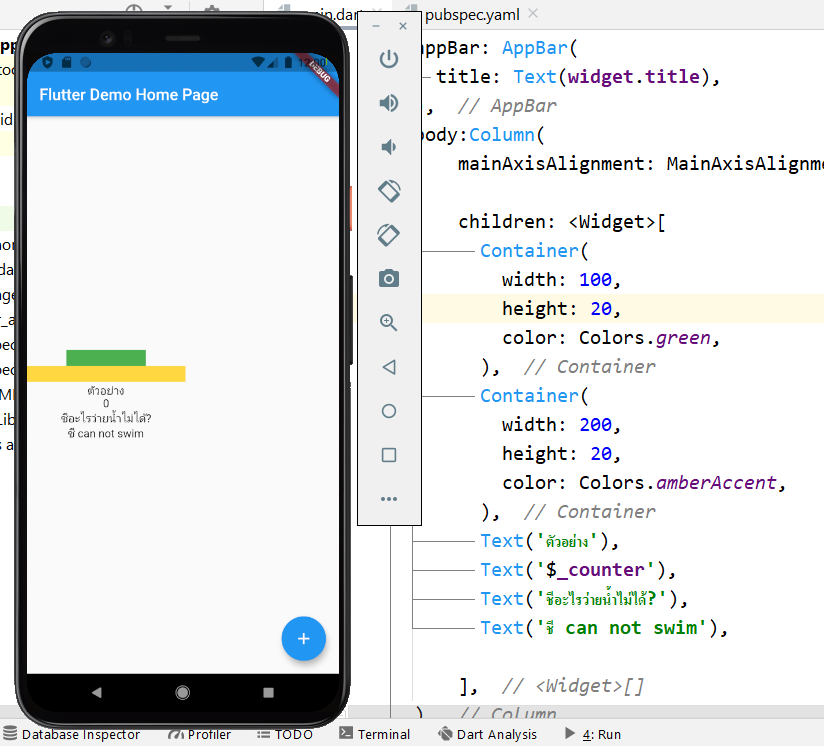 in.dart
pubspec.yaml
12:00
DEBUG
Flutter Demo Home Page
ตัวอย่าง
0
ชีอะไรว่ายน้ำไม่ได้?
ชี can not swim
appBar: AppBar(
title: Text(widget.title),
, // AppBar
body:Column(
mainAxisAlignment: MainAxisAlignm
children: <Widget>[
Container(
width: 100,
height: 20,
color: Colors.green,
), // Container
Container(
width: 200,
height: 20,
color: Colors.amberAccent,
), // Container
Text('ตัวอย่าง'),
Text('$_counter'),
Text('ชีอะไรว่ายน้ำไม่ได้?'),
Text('ชี can not swim'),
], // <Widget>[]
) // Column
Database Inspector
Profiler
TODO
Terminal
Dart Analysis
4: Run